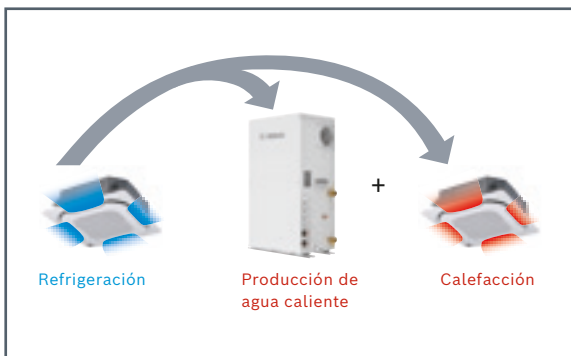 +
Refrigeración
Producción de
agua caliente
Calefacción